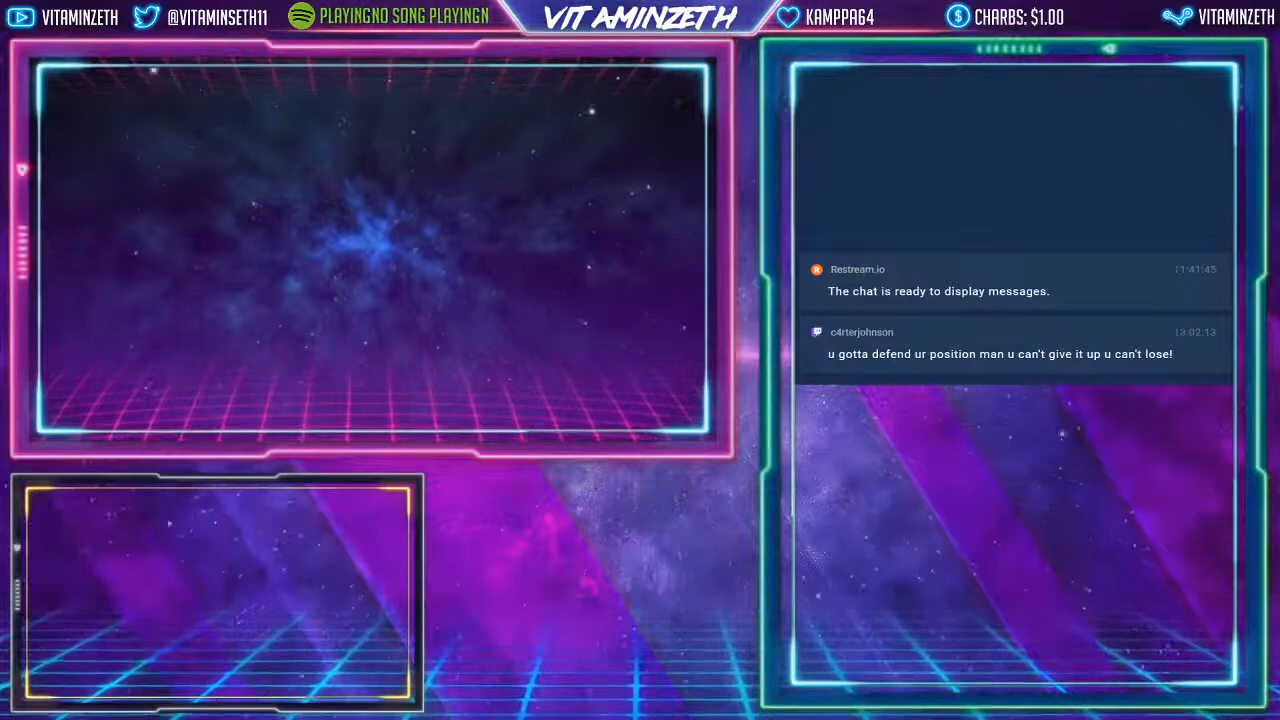 VITAMINZETH
@VITAMINSETH11
PLAYINGNO SONG PLAYINGN
VITAMINZETH
KAMPPA64
CHARBS: $1.00
VITAMINZETH
Restream.io 11:41:45
The chat is ready to display messages.
c4rterjohnson 13:02:13
u gotta defend ur position man u can't give it up u can't lose!